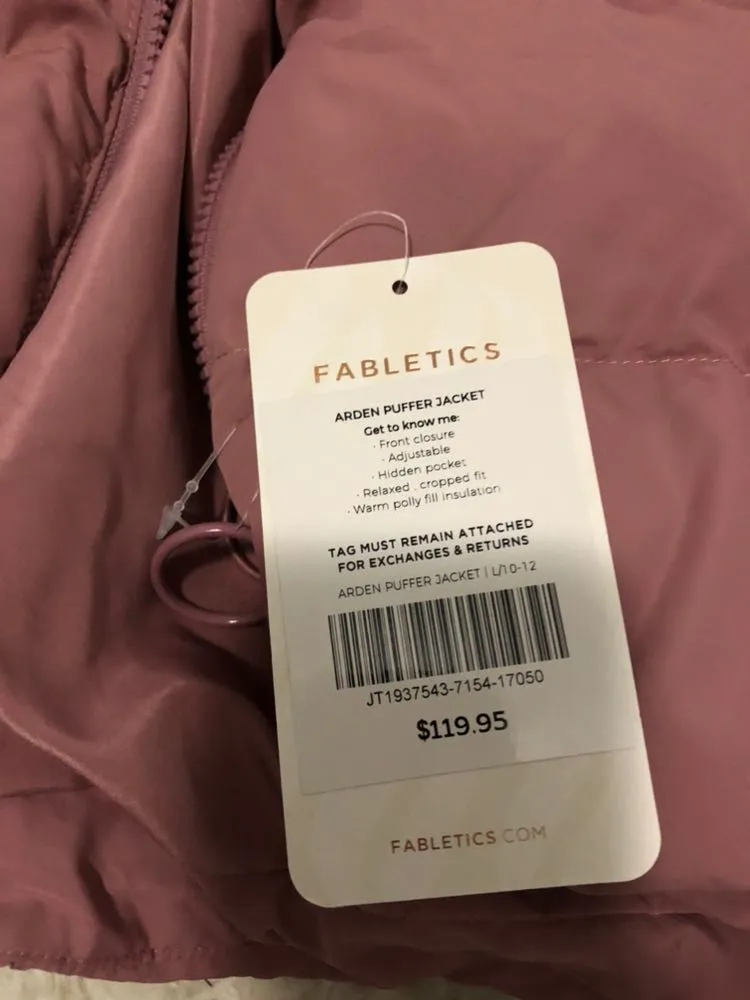 FABLETICS
ARDEN PUFFER JACKET
Get to know me:
· Front closure
· Adjustable
· Hidden pocket
· Relaxed . cropped fit
· Warm polly fill insulation
TAG MUST REMAIN ATTACHED
FOR EXCHANGES & RETURNS
ARDEN PUFFER JACKET | L/10-12
JT1937543-7154-17050
$119.95
FABLETICS.COM